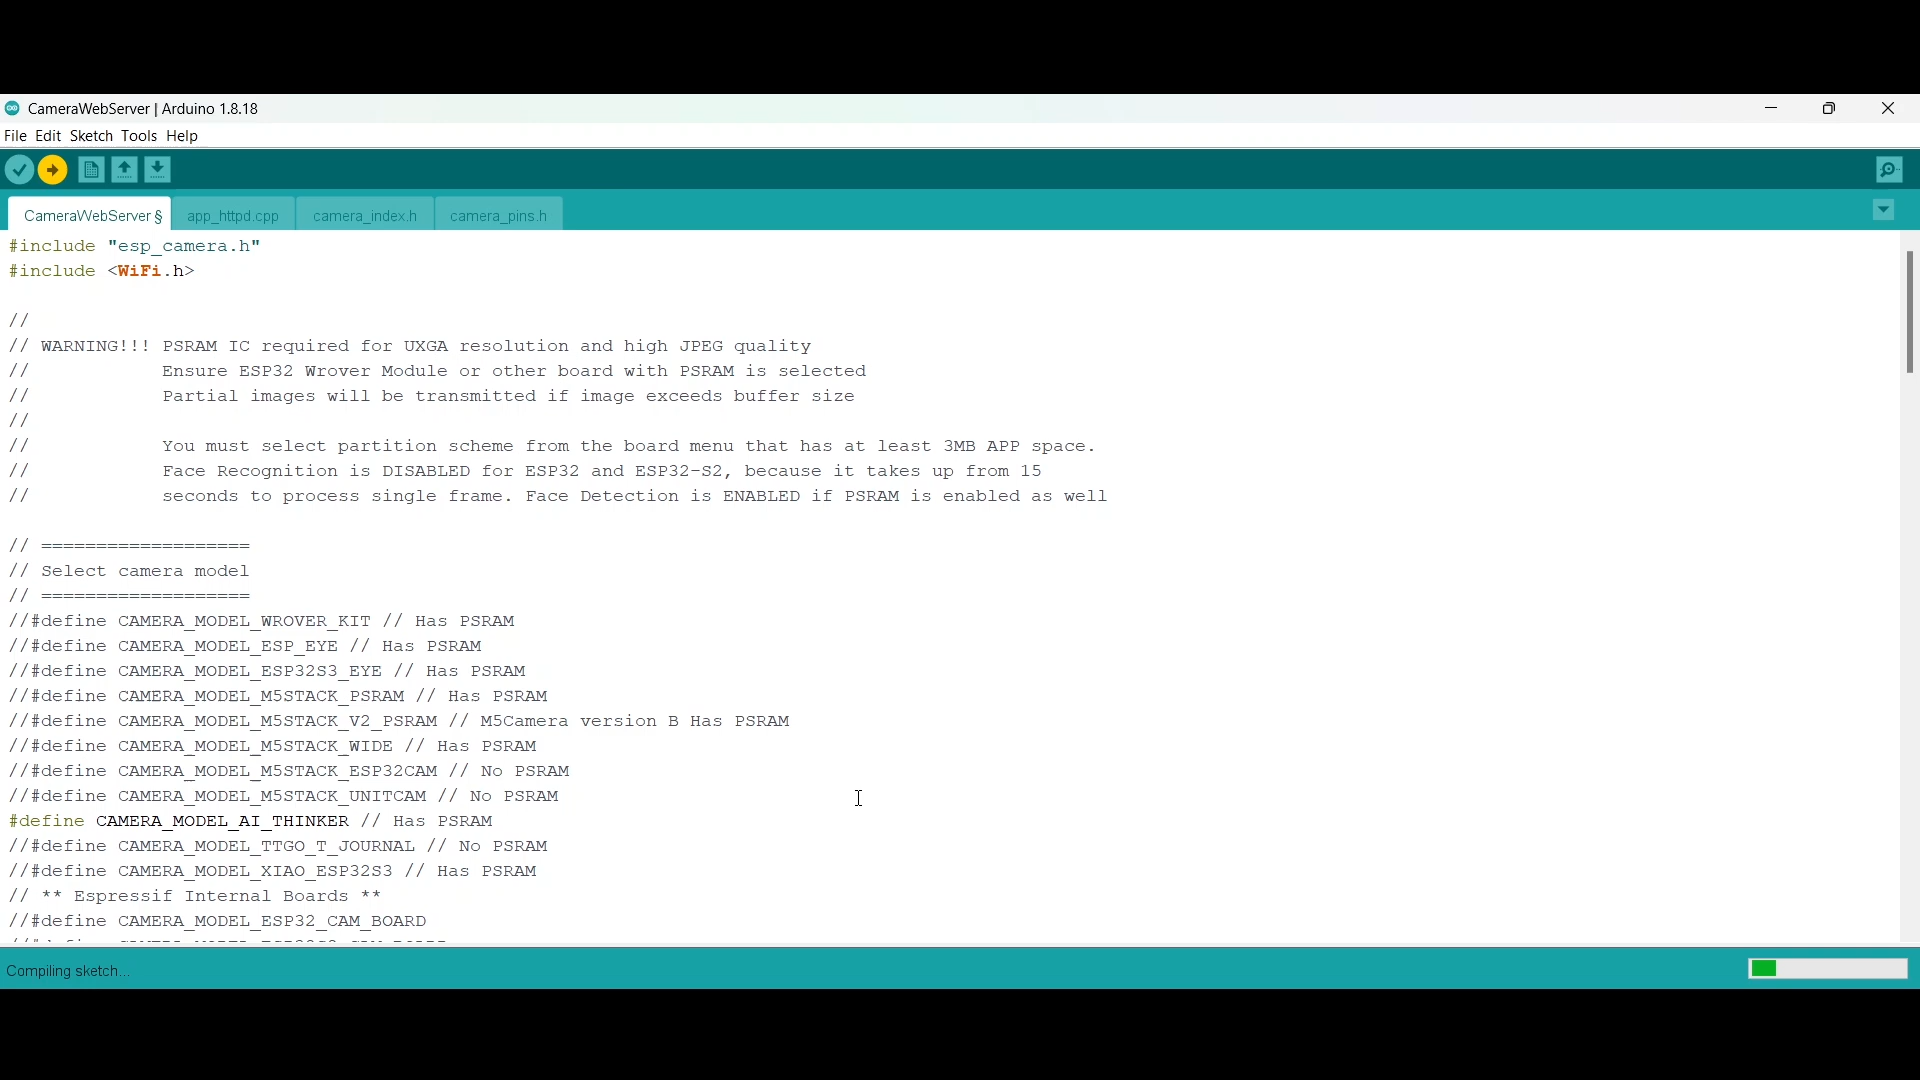 CameraWebServer | Arduino 1.8.18
File Edit Sketch Tools Help
CameraWebServer § app_httpd.cpp camera_index.h camera_pins.h
#include "esp_camera.h"
#include <WiFi.h>
//
// WARNING!!! PSRAM IC required for UXGA resolution and high JPEG quality
// Ensure ESP32 Wrover Module or other board with PSRAM is selected
// Partial images will be transmitted if image exceeds buffer size
//
// You must select partition scheme from the board menu that has at least 3MB APP space.
// Face Recognition is DISABLED for ESP32 and ESP32-S2, because it takes up from 15
// seconds to process single frame. Face Detection is ENABLED if PSRAM is enabled as well
// ===================
// Select camera model
// ===================
//#define CAMERA_MODEL_WROVER_KIT // Has PSRAM
//#define CAMERA_MODEL_ESP_EYE // Has PSRAM
//#define CAMERA_MODEL_ESP32S3_EYE // Has PSRAM
//#define CAMERA_MODEL_M5STACK_PSRAM // Has PSRAM
//#define CAMERA_MODEL_M5STACK_V2_PSRAM // M5Camera version B Has PSRAM
//#define CAMERA_MODEL_M5STACK_WIDE // Has PSRAM
//#define CAMERA_MODEL_M5STACK_ESP32CAM // No PSRAM
//#define CAMERA_MODEL_M5STACK_UNITCAM // No PSRAM
#define CAMERA_MODEL_AI_THINKER // Has PSRAM
//#define CAMERA_MODEL_TTGO_T_JOURNAL // No PSRAM
//#define CAMERA_MODEL_XIAO_ESP32S3 // Has PSRAM
// ** Espressif Internal Boards **
//#define CAMERA_MODEL_ESP32_CAM_BOARD
Compiling sketch...